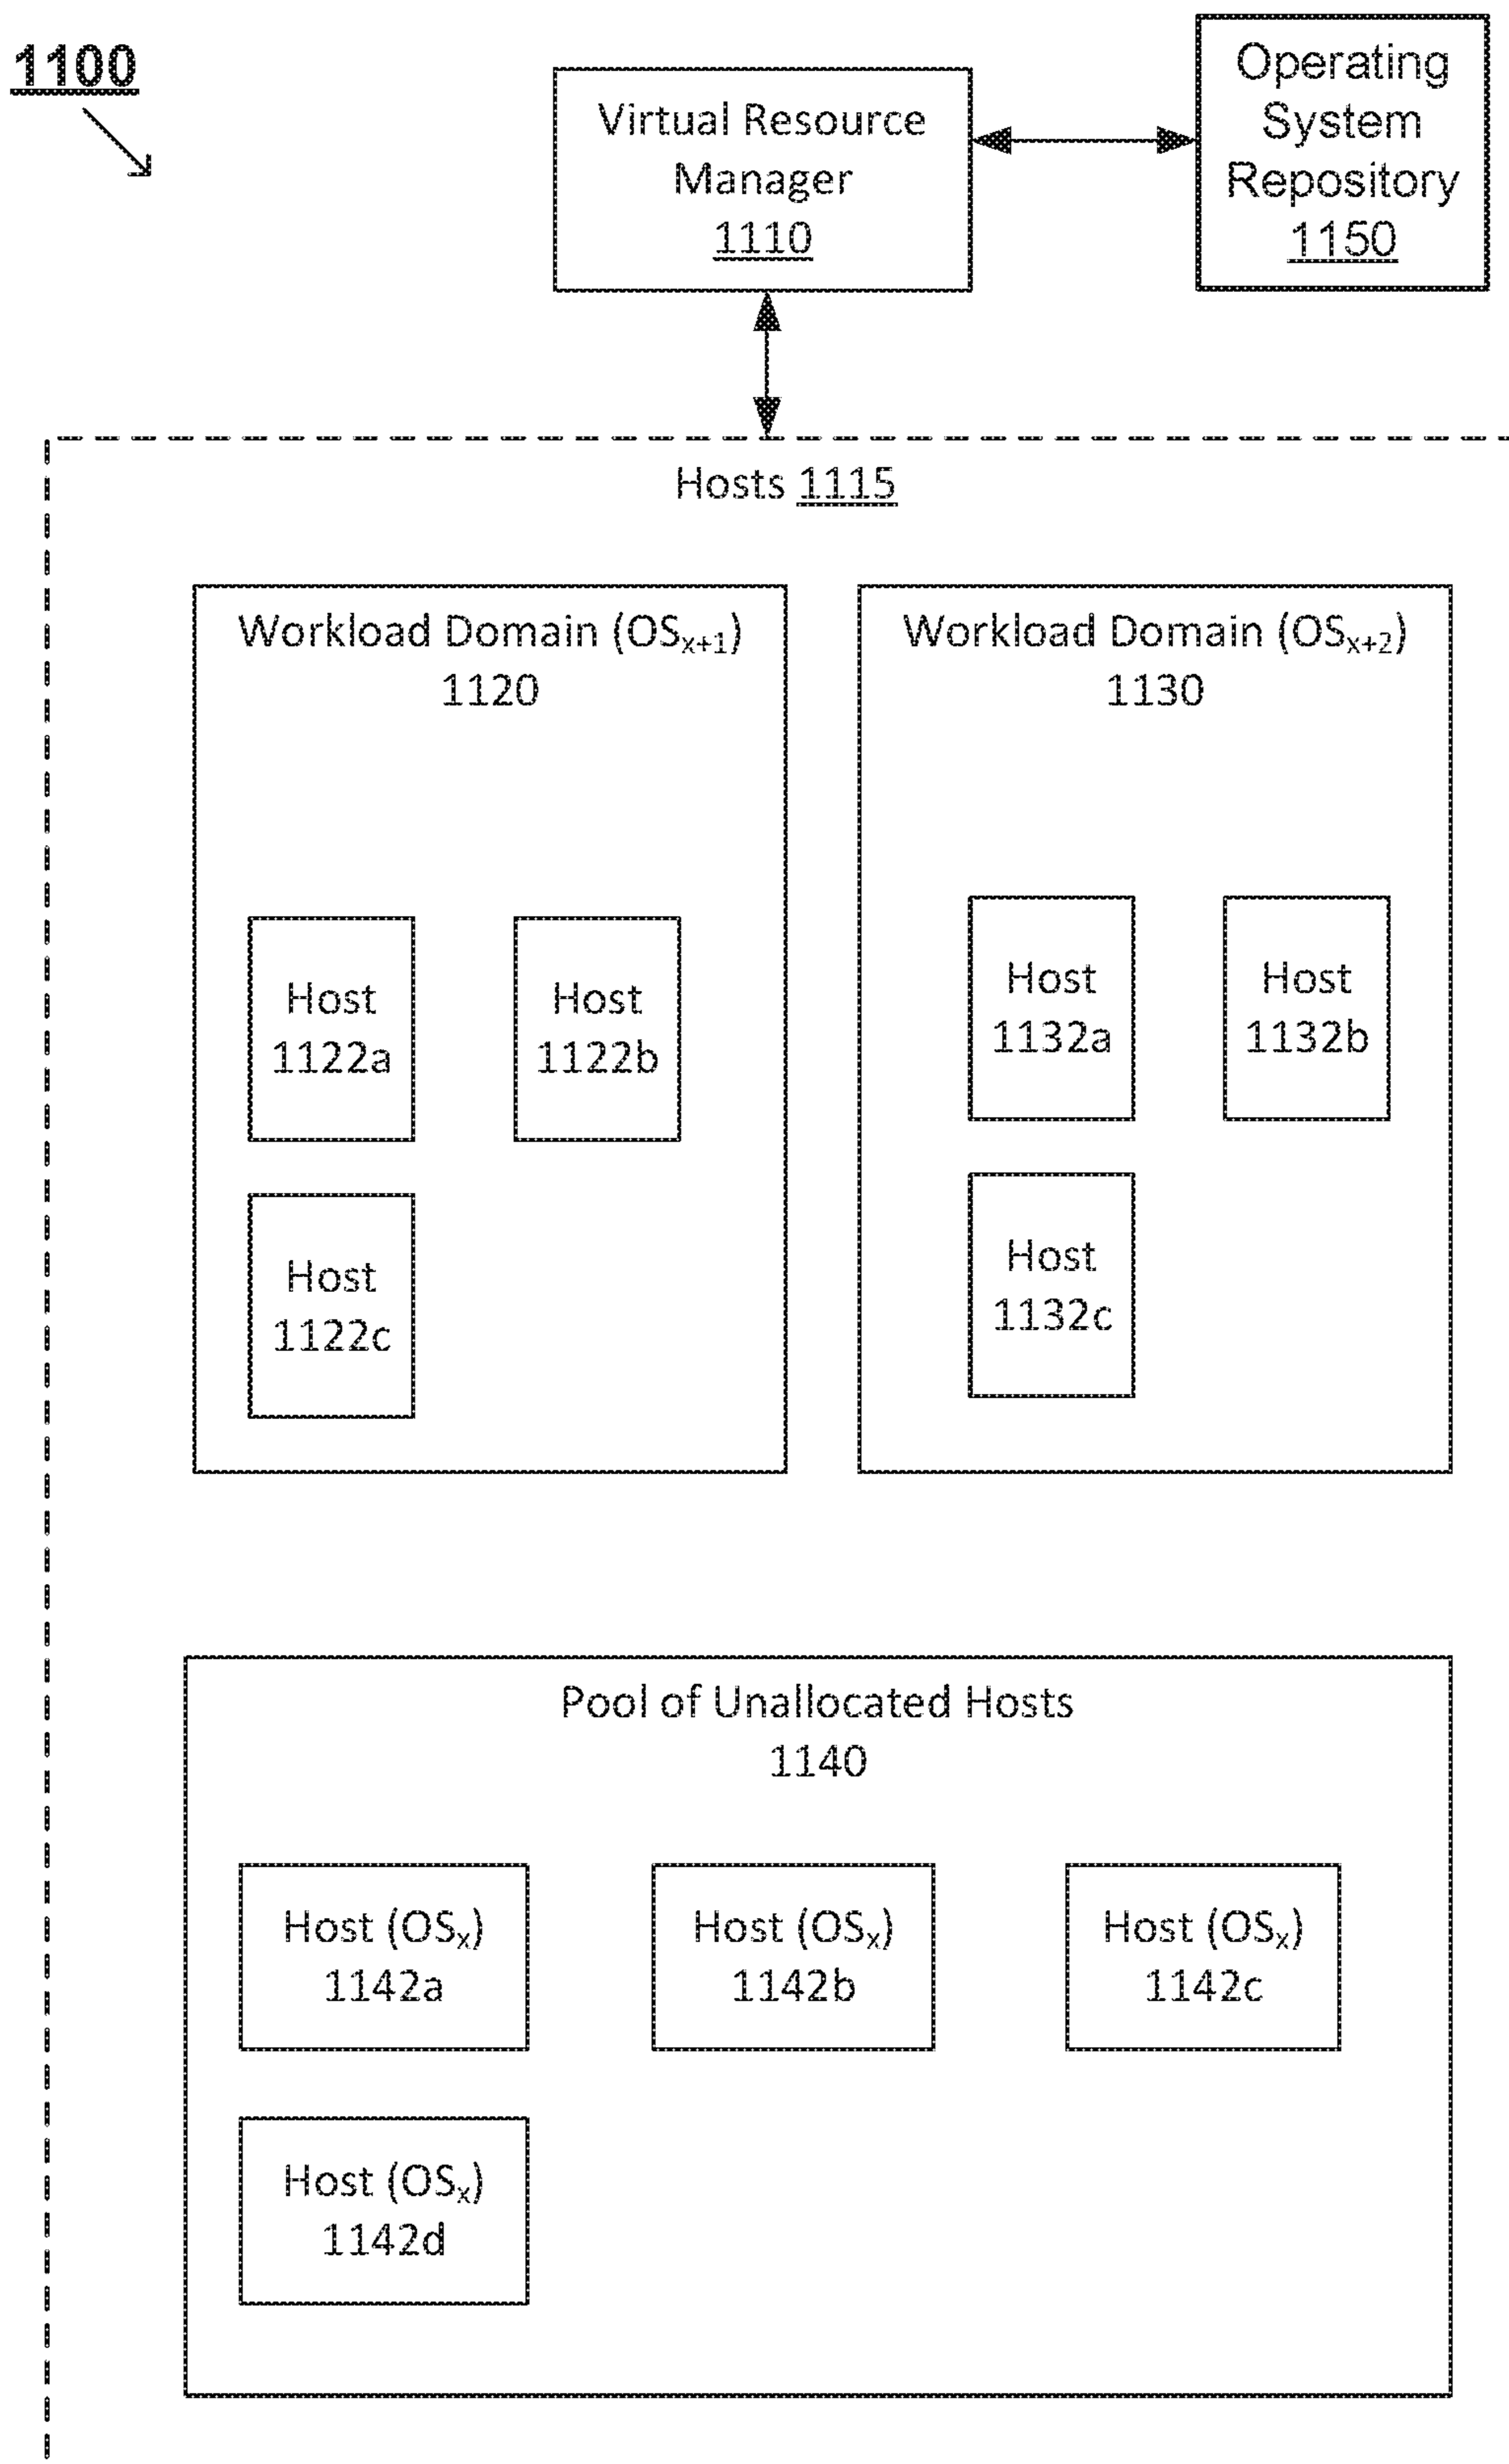 1100
Virtual Resource
Manager
1110
Operating
System
Repository
1150
Hosts 1115
Workload Domain (OSx+1)
1120
Workload Domain (OSx+2)
1130
Host
1122a
Host
1122b
Host
1122c
Host
1132a
Host
1132b
Host
1132c
Pool of Unallocated Hosts
1140
Host (OSx)
1142a
Host (OSx)
1142b
Host (OSx)
1142c
Host (OSx)
1142d